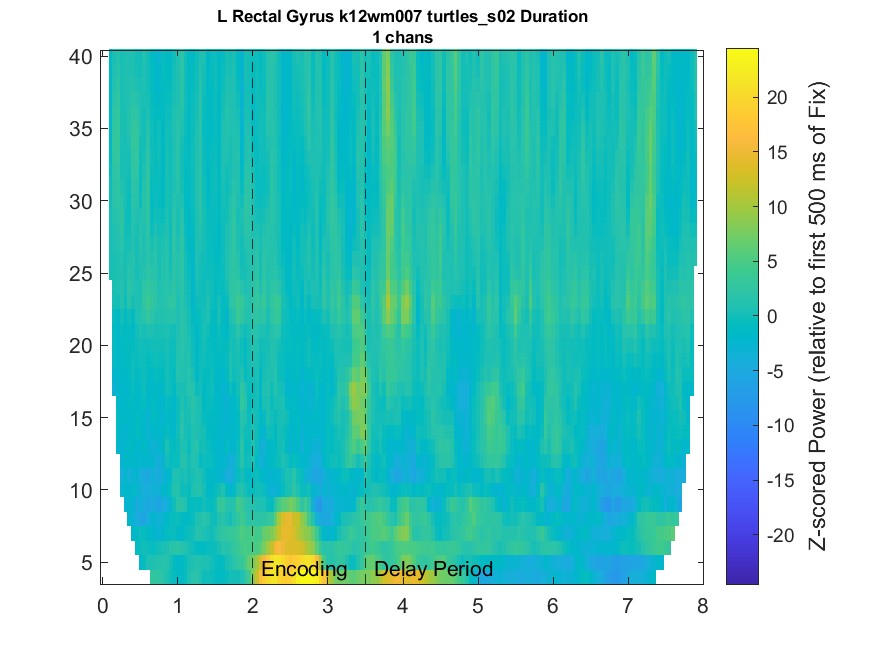 L Rectal Gyrus k12wm007 turtles_s02 Duration
1 chans
40
35
30
25
20
15
10
5
Encoding
Delay Period
0 1 2 3 4 5 6 7 8
20
15
10
5
0
-5
-10
-15
-20
Z-scored Power (relative to first 500 ms of Fix)